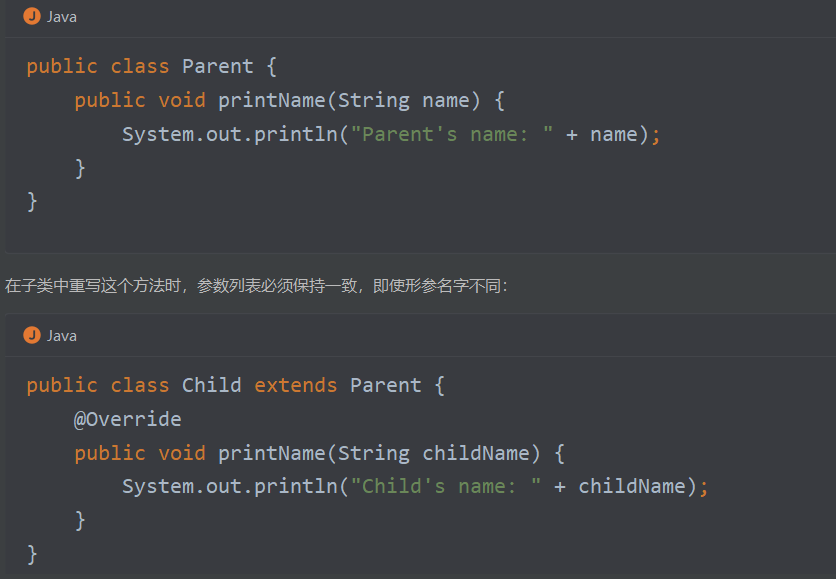 Java
public class Parent {
    public void printName(String name) {
        System.out.println("Parent's name: " + name);
    }
}
在子类中重写这个方法时，参数列表必须保持一致，即使形参名字不同：
Java
public class Child extends Parent {
    @Override
    public void printName(String childName) {
        System.out.println("Child's name: " + childName);
    }
}